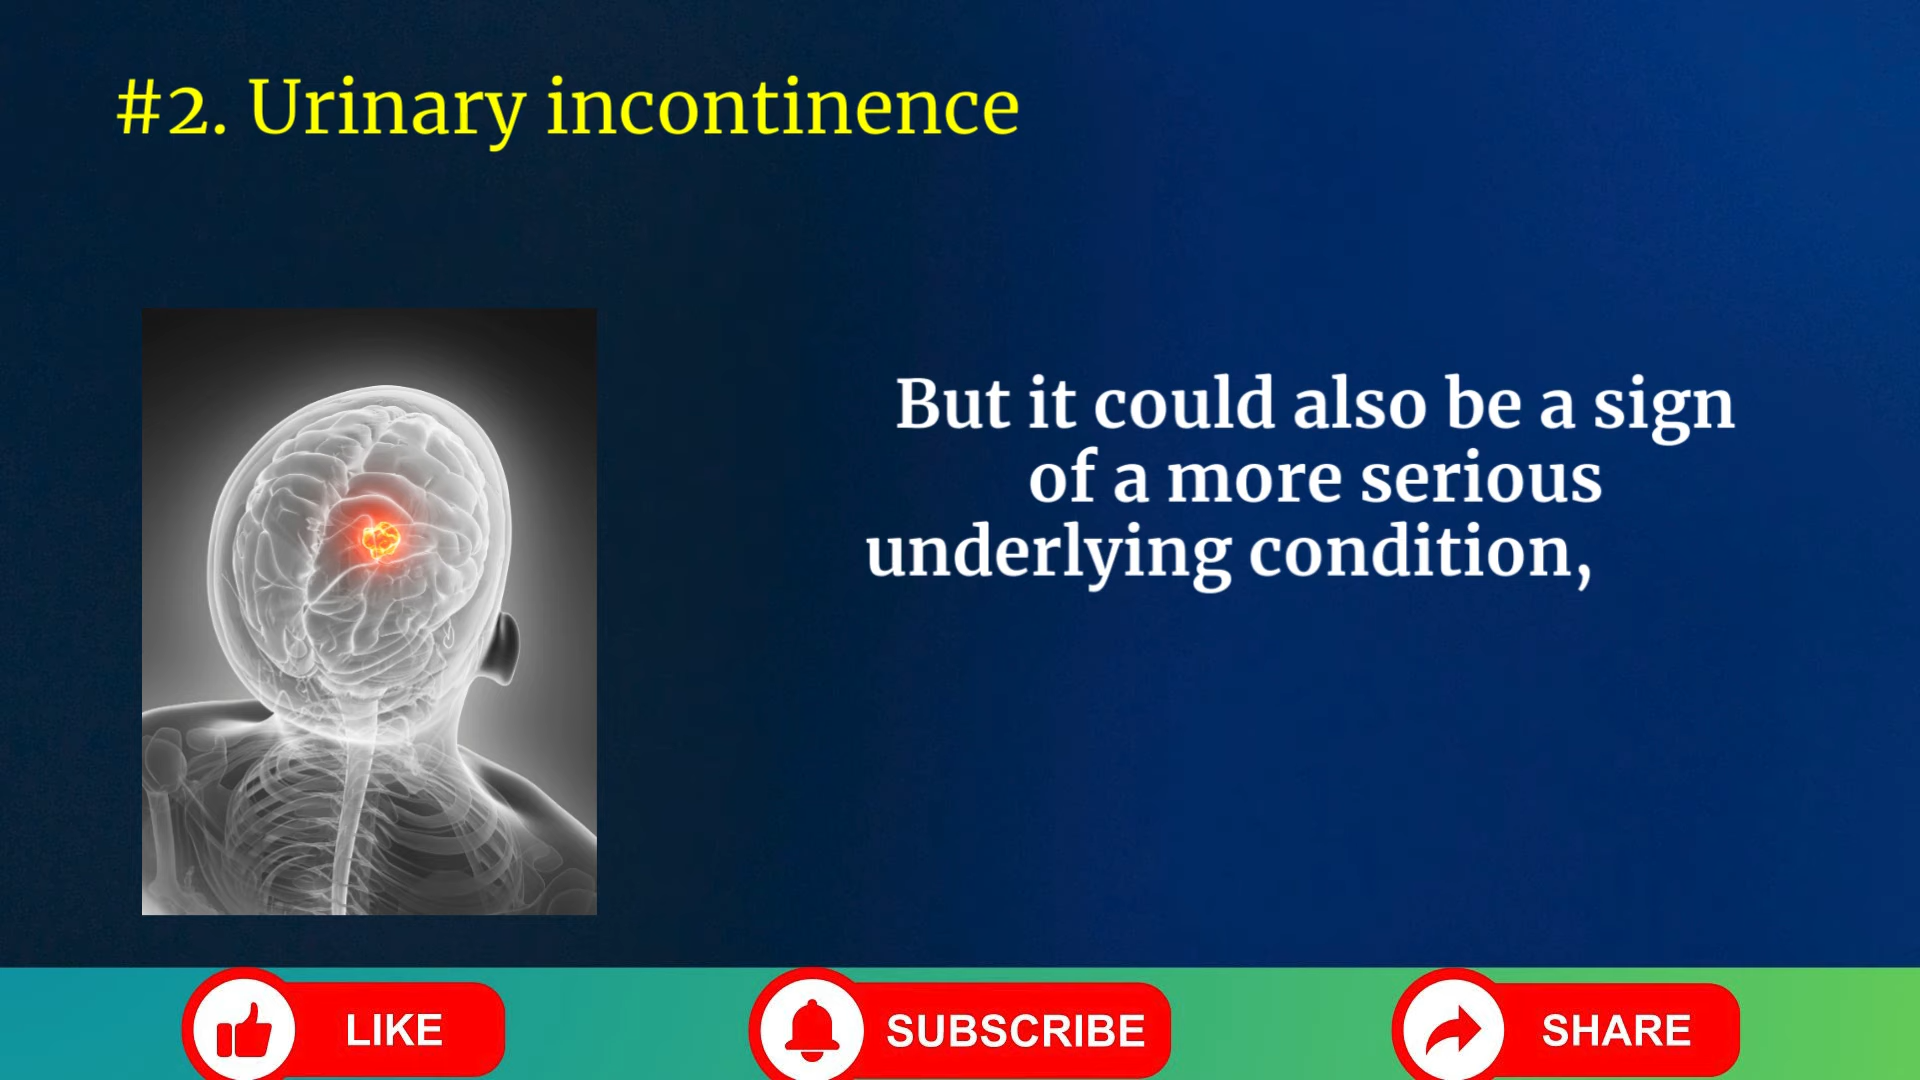 #2. Urinary incontinence
But it could also be a sign
of a more serious
underlying condition,
LIKE
SUBSCRIBE
SHARE